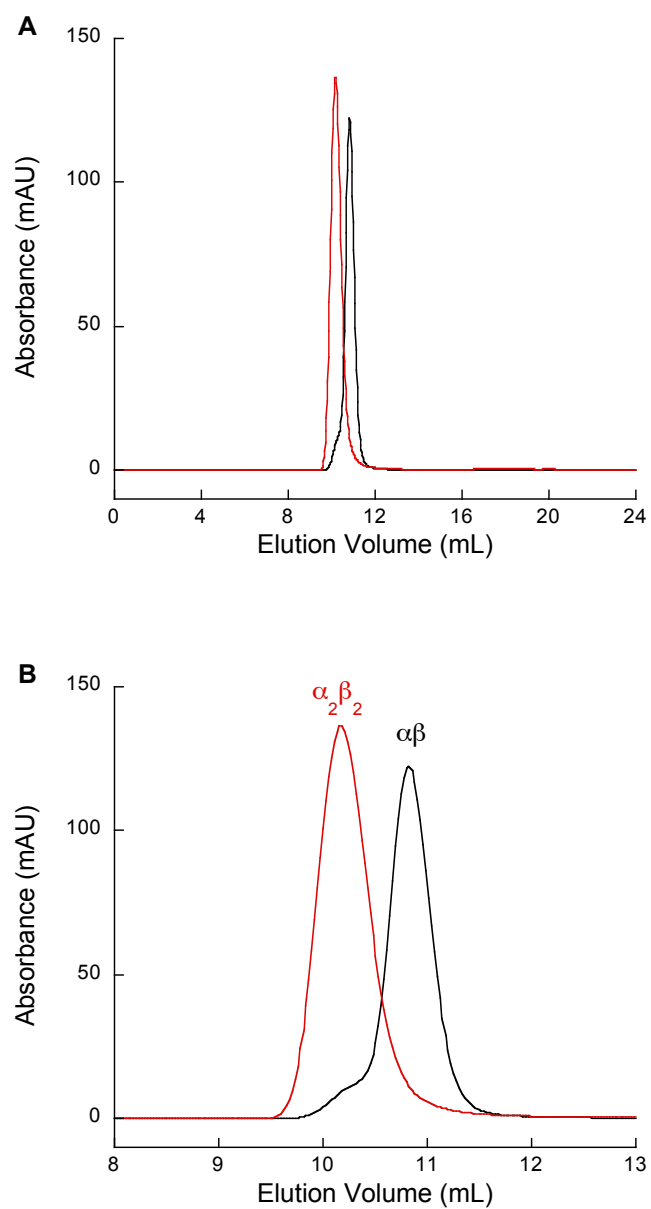 A
150
100
50
0
Absorbance (mAU)
0 4 8 12 16 20 24
Elution Volume (mL)
B
α₂β₂
αβ
150
100
50
0
Absorbance (mAU)
8 9 10 11 12 13
Elution Volume (mL)